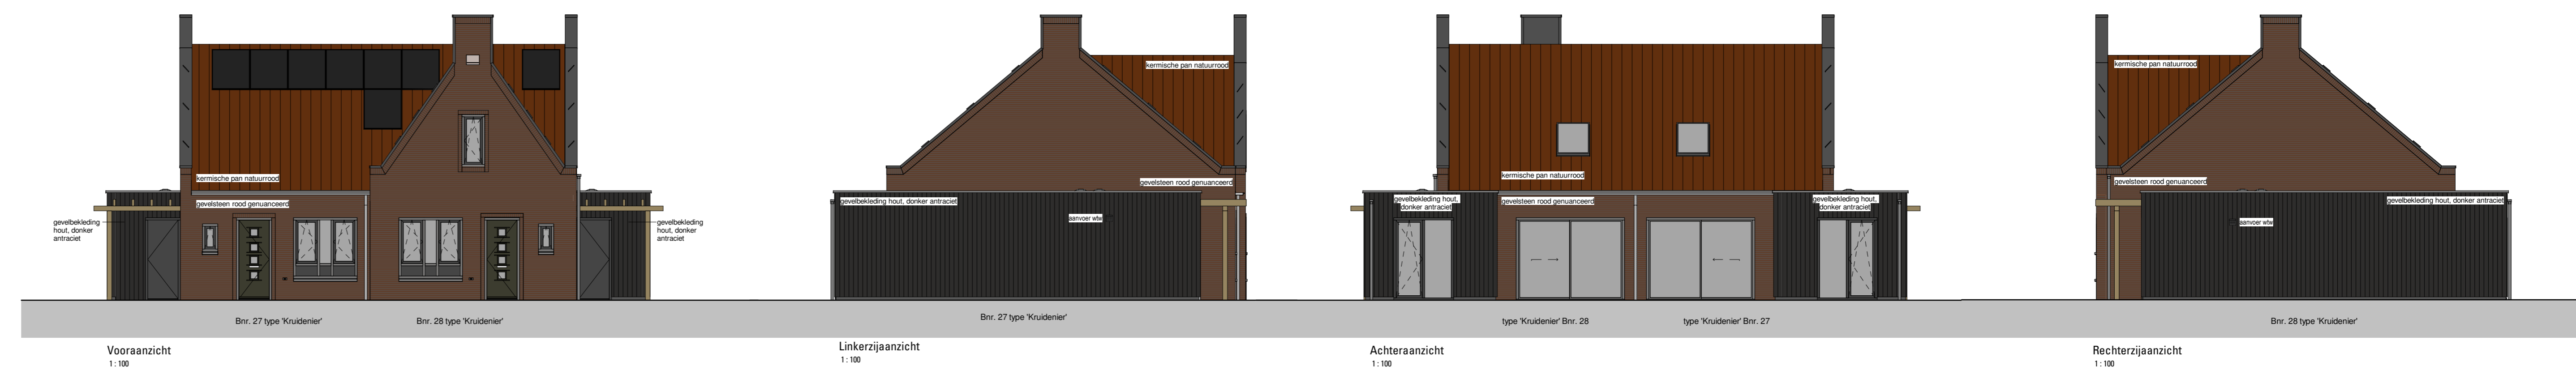 kermische pan natuurrood
gevelsteen rood genuanceerd
gevelbekleding
hout, donker
antraciet
gevelbekleding
hout, donker
antraciet
Bnr. 27 type 'Kruidenier'
Bnr. 28 type 'Kruidenier'
Vooraanzicht
1 : 100
kermische pan natuurrood
gevelsteen rood genuanceerd
gevelbekleding hout, donker antraciet
aanvoer wtw
Bnr. 27 type 'Kruidenier'
Linkerzijaanzicht
1 : 100
kermische pan natuurrood
gevelbekleding hout,
donker antraciet
gevelsteen rood genuanceerd
gevelbekleding hout,
donker antraciet
type 'Kruidenier' Bnr. 28
type 'Kruidenier' Bnr. 27
Achteraanzicht
1 : 100
kermische pan natuurrood
gevelsteen rood genuanceerd
gevelbekleding hout, donker antraciet
aanvoer wtw
Bnr. 28 type 'Kruidenier'
Rechterzijaanzicht
1 : 100